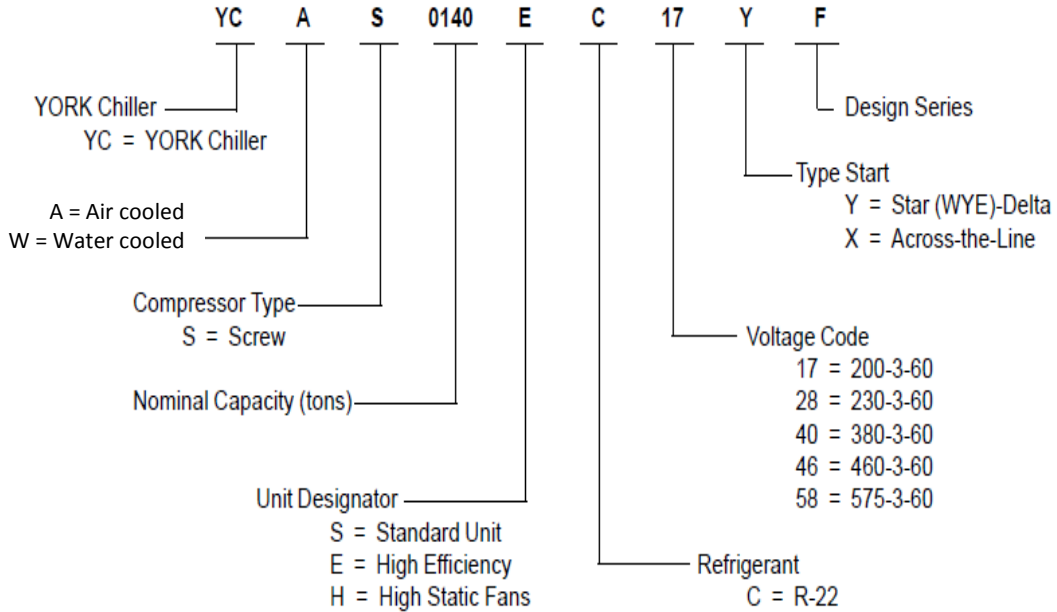 YC A S 0140 E C 17 Y F
YORK Chiller
YC = YORK Chiller
Design Series
Type Start
Y = Star (WYE)-Delta
X = Across-the-Line
A = Air cooled
W = Water cooled
Compressor Type
S = Screw
Voltage Code
17 = 200-3-60
28 = 230-3-60
40 = 380-3-60
46 = 460-3-60
58 = 575-3-60
Nominal Capacity (tons)
Unit Designator
S = Standard Unit
E = High Efficiency
H = High Static Fans
Refrigerant
C = R-22